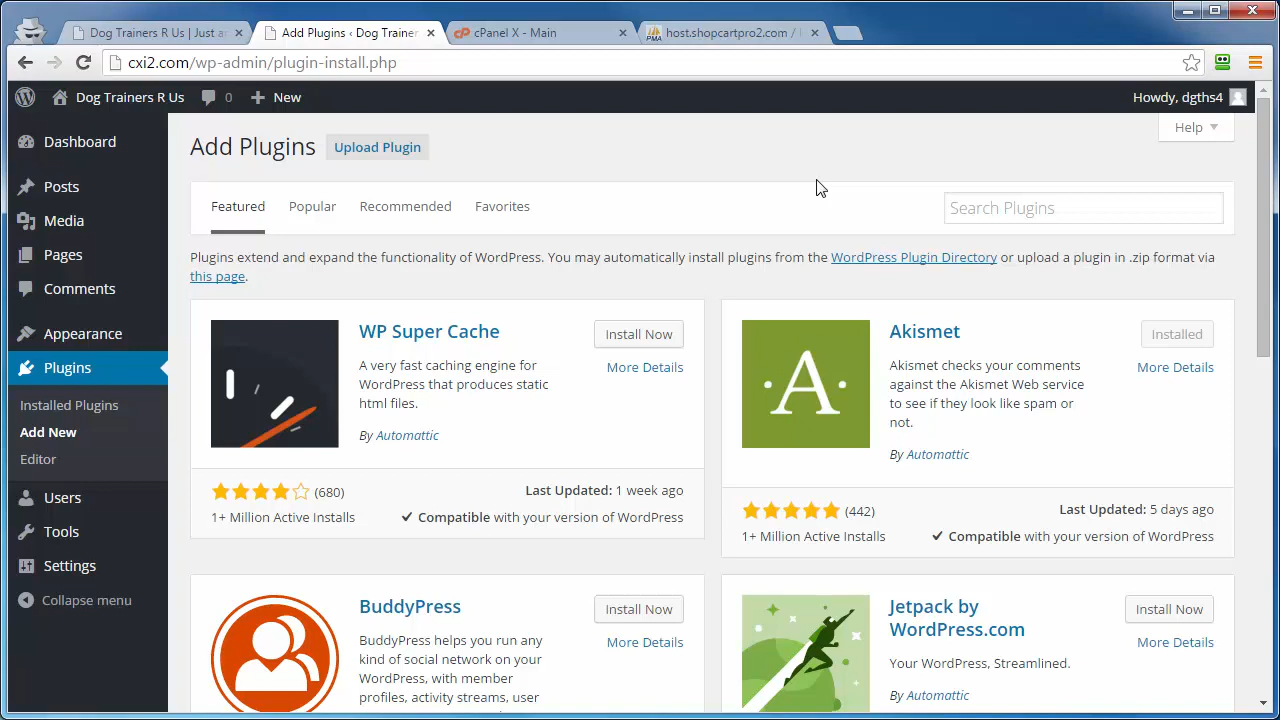 Dog Trainers R Us | Just an
Add Plugins ‹ Dog Trainer
cPanel X - Main
PMA host.shopcartpro2.com / l
cxi2.com/wp-admin/plugin-install.php
Dog Trainers R Us
0
New
Howdy, dgths4
Dashboard
Posts
Media
Pages
Comments
Appearance
Plugins
Installed Plugins
Add New
Editor
Users
Tools
Settings
Collapse menu
Add Plugins
Upload Plugin
Help
Featured
Popular
Recommended
Favorites
Search Plugins
Plugins extend and expand the functionality of WordPress. You may automatically install plugins from the WordPress Plugin Directory or upload a plugin in .zip format via
this page.
WP Super Cache
Install Now
More Details
A very fast caching engine for
WordPress that produces static
html files.
By Automattic
(680)
Last Updated: 1 week ago
1+ Million Active Installs
Compatible with your version of WordPress
A
Akismet
Installed
More Details
Akismet checks your comments
against the Akismet Web service
to see if they look like spam or
not.
By Automattic
(442)
Last Updated: 5 days ago
1+ Million Active Installs
Compatible with your version of WordPress
BuddyPress
Install Now
More Details
BuddyPress helps you run any
kind of social network on your
WordPress, with member
profiles, activity streams, user
Jetpack by
WordPress.com
Install Now
More Details
Your WordPress, Streamlined.
By Automattic